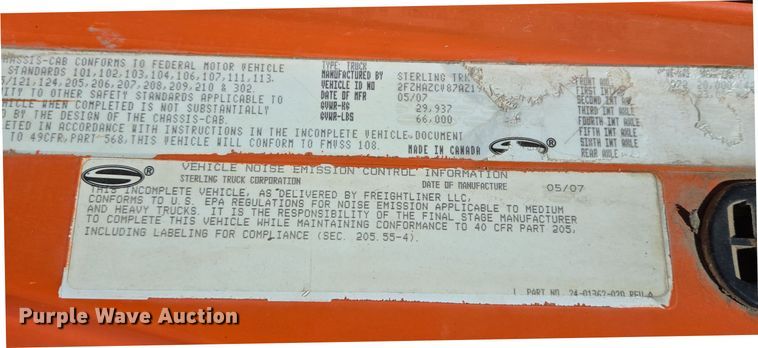 CHASSIS-CAB CONFORMS TO FEDERAL MOTOR VEHICLE
STANDARDS 101,102,103,104,106,107,111,113,
121,124,205,206,207,208,209,210 & 302.
TO OTHER SAFETY STANDARDS APPLICABLE TO
WHEN COMPLETED IS NOT SUBSTANTIALLY
BY THE DESIGN OF THE CHASSIS-CAB.
IN ACCORDANCE WITH INSTRUCTIONS IN THE INCOMPLETE VEHICLE DOCUMENT
TO 49CFR, PART 568, THIS VEHICLE WILL CONFORM TO FMVSS 108.
TYPE: TRUCK
MANUFACTURED BY STERLING TRK
VEHICLE ID NO 2FZHAZCV87AZ1
DATE OF MFR 05/07
GVWR-KG 29,937
GVWR-LBS 66,000
MADE IN CANADA
FRONT AXLE
FIRST INT
SECOND INT
THIRD INT AXLE
FOURTH INT AXLE
FIFTH INT AXLE
SIXTH INT AXLE
REAR AXLE
VEHICLE NOISE EMISSION CONTROL INFORMATION
STERLING TRUCK CORPORATION DATE OF MANUFACTURE 05/07
THIS INCOMPLETE VEHICLE, AS DELIVERED BY FREIGHTLINER LLC,
CONFORMS TO U.S. EPA REGULATIONS FOR NOISE EMISSION APPLICABLE TO MEDIUM
AND HEAVY TRUCKS. IT IS THE RESPONSIBILITY OF THE FINAL STAGE MANUFACTURER
TO COMPLETE THIS VEHICLE WHILE MAINTAINING CONFORMANCE TO 40 CFR PART 205,
INCLUDING LABELING FOR COMPLIANCE (SEC. 205.55-4).
PART NO. 24-01362-020 REV A
Purple Wave Auction